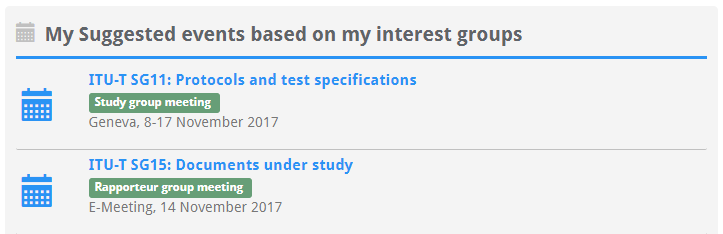 My Suggested events based on my interest groups
ITU-T SG11: Protocols and test specifications
Study group meeting
Geneva, 8-17 November 2017
ITU-T SG15: Documents under study
Rapporteur group meeting
E-Meeting, 14 November 2017